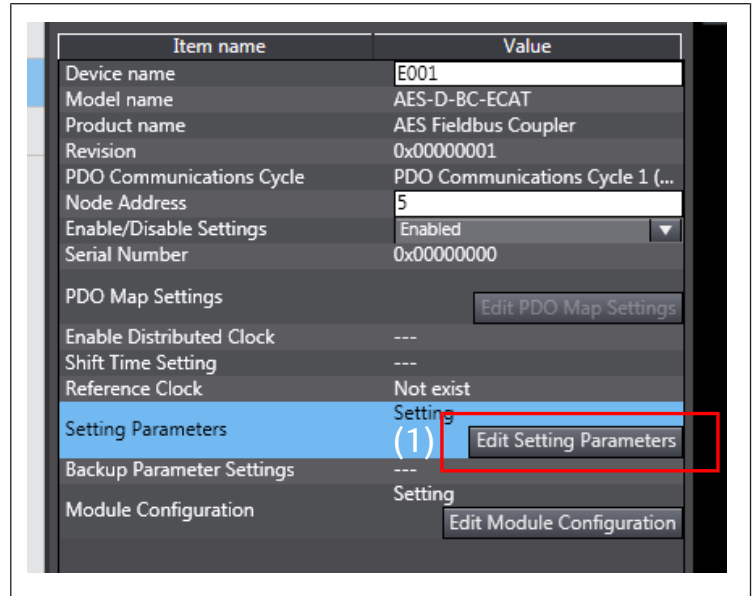 Item name Value
Device name E001
Model name AES-D-BC-ECAT
Product name AES Fieldbus Coupler
Revision 0x00000001
PDO Communications Cycle PDO Communications Cycle 1 (...
Node Address 5
Enable/Disable Settings Enabled
Serial Number 0x00000000
PDO Map Settings Edit PDO Map Settings
Enable Distributed Clock ---
Shift Time Setting ---
Reference Clock Not exist
Setting
Setting Parameters (1) Edit Setting Parameters
Backup Parameter Settings ---
Setting
Module Configuration Edit Module Configuration